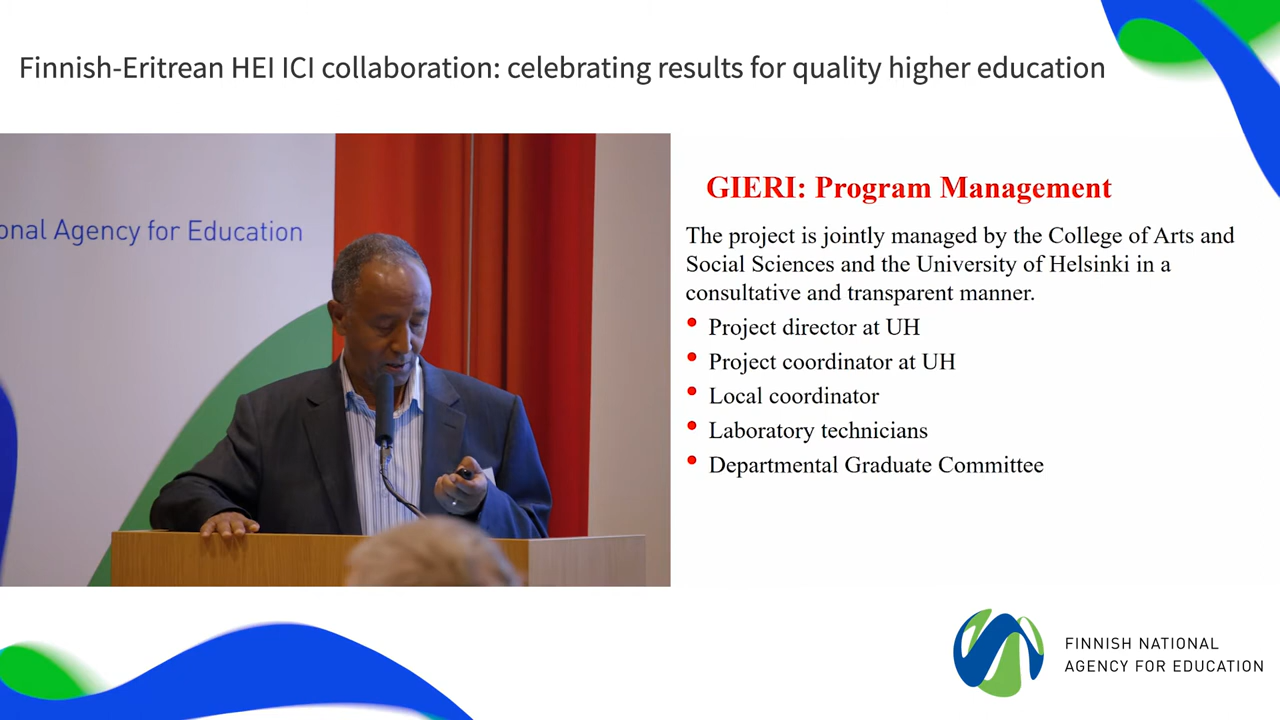 Finnish-Eritrean HEI ICI collaboration: celebrating results for quality higher education
onal Agency for Education
GIERI: Program Management
The project is jointly managed by the College of Arts and
Social Sciences and the University of Helsinki in a
consultative and transparent manner.
• Project director at UH
• Project coordinator at UH
• Local coordinator
• Laboratory technicians
• Departmental Graduate Committee
FINNISH NATIONAL
AGENCY FOR EDUCATION